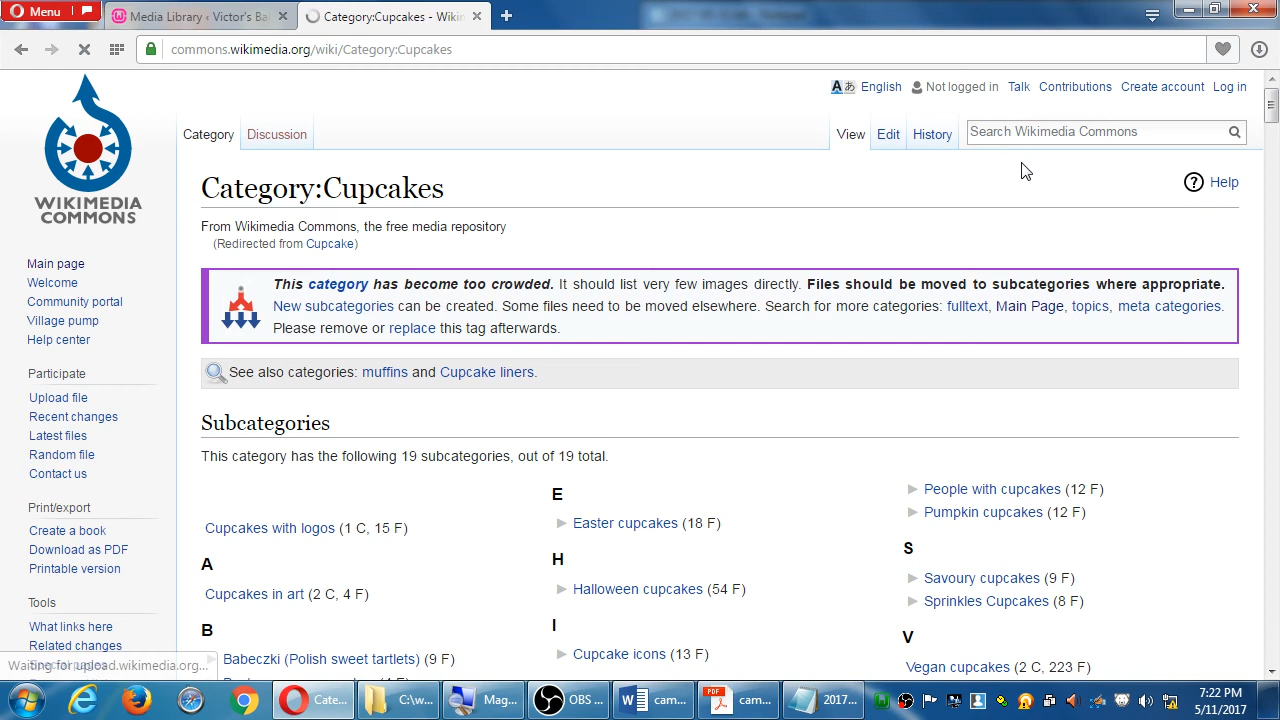 Menu
Media Library ‹ Victor's Ba
Category:Cupcakes - Wikin
commons.wikimedia.org/wiki/Category:Cupcakes
English Not logged in Talk Contributions Create account Log in
Category Discussion View Edit History Search Wikimedia Commons
WIKIMEDIA
COMMONS
Category:Cupcakes
Help
From Wikimedia Commons, the free media repository
(Redirected from Cupcake)
This category has become too crowded. It should list very few images directly. Files should be moved to subcategories where appropriate.
New subcategories can be created. Some files need to be moved elsewhere. Search for more categories: fulltext, Main Page, topics, meta categories.
Please remove or replace this tag afterwards.
See also categories: muffins and Cupcake liners.
Main page
Welcome
Community portal
Village pump
Help center
Participate
Upload file
Recent changes
Latest files
Random file
Contact us
Print/export
Create a book
Download as PDF
Printable version
Tools
What links here
Related changes
Waiting for upload.wikimedia.org...
Subcategories
This category has the following 19 subcategories, out of 19 total.
Cupcakes with logos (1 C, 15 F)
A
Cupcakes in art (2 C, 4 F)
B
Babeczki (Polish sweet tartlets) (9 F)
E
Easter cupcakes (18 F)
H
Halloween cupcakes (54 F)
I
Cupcake icons (13 F)
People with cupcakes (12 F)
Pumpkin cupcakes (12 F)
S
Savoury cupcakes (9 F)
Sprinkles Cupcakes (8 F)
V
Vegan cupcakes (2 C, 223 F)
Cate...
C:\w...
Mag...
OBS ...
cam...
PDF
cam...
2017...
7:22 PM
5/11/2017